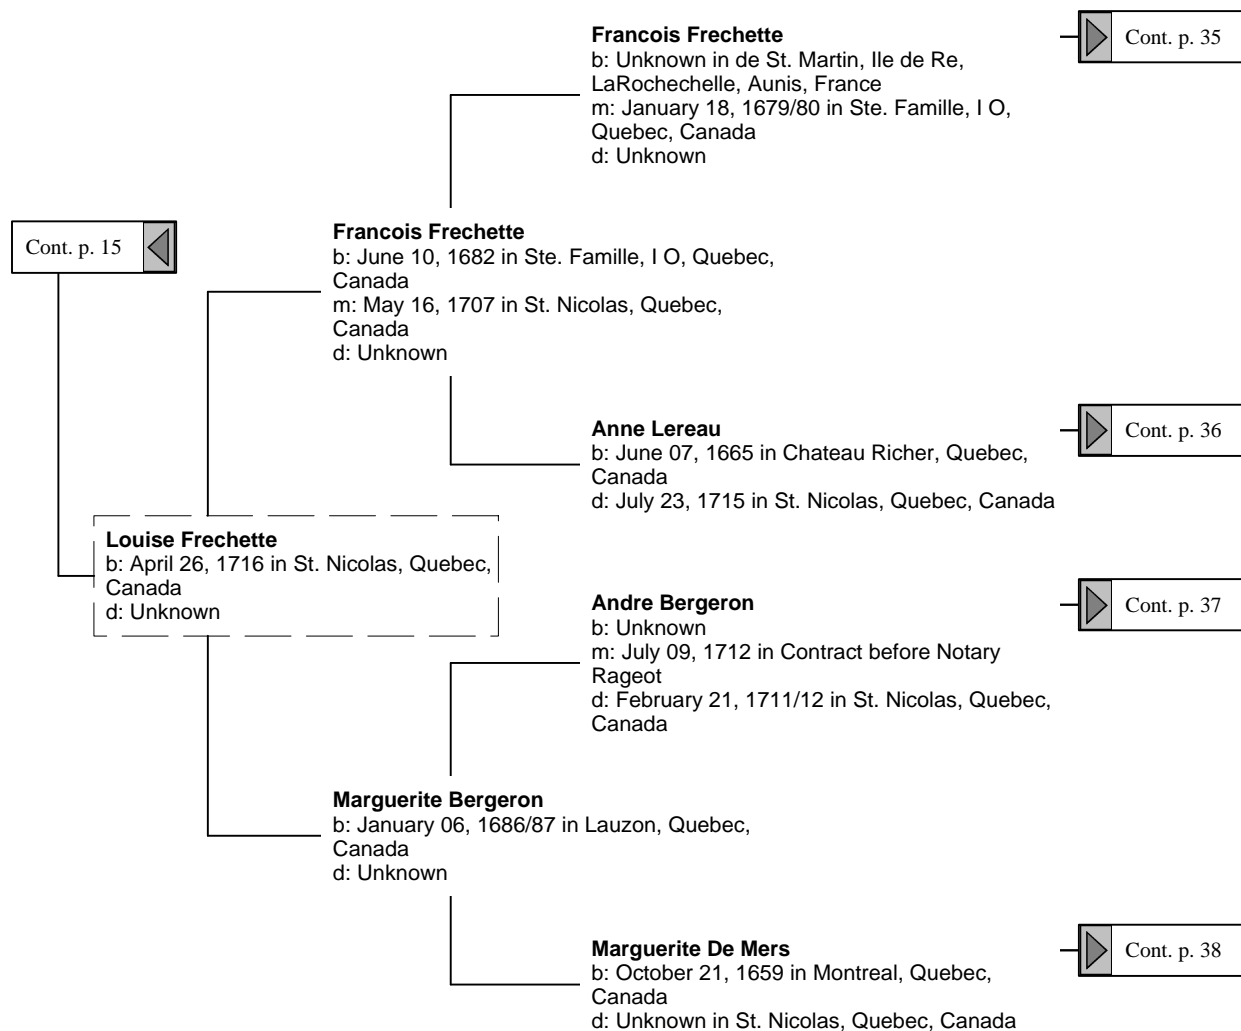 Francois Frechette
b: Unknown in de St. Martin, Ile de Re,
LaRochechelle, Aunis, France
m: January 18, 1679/80 in Ste. Famille, I O,
Quebec, Canada
d: Unknown
Cont. p. 35
Francois Frechette
b: June 10, 1682 in Ste. Famille, I O, Quebec,
Canada
m: May 16, 1707 in St. Nicolas, Quebec,
Canada
d: Unknown
Cont. p. 15
Anne Lereau
b: June 07, 1665 in Chateau Richer, Quebec,
Canada
d: July 23, 1715 in St. Nicolas, Quebec, Canada
Cont. p. 36
Louise Frechette
b: April 26, 1716 in St. Nicolas, Quebec,
Canada
d: Unknown
Andre Bergeron
b: Unknown
m: July 09, 1712 in Contract before Notary
Rageot
d: February 21, 1711/12 in St. Nicolas, Quebec,
Canada
Cont. p. 37
Marguerite Bergeron
b: January 06, 1686/87 in Lauzon, Quebec,
Canada
d: Unknown
Marguerite De Mers
b: October 21, 1659 in Montreal, Quebec,
Canada
d: Unknown in St. Nicolas, Quebec, Canada
Cont. p. 38